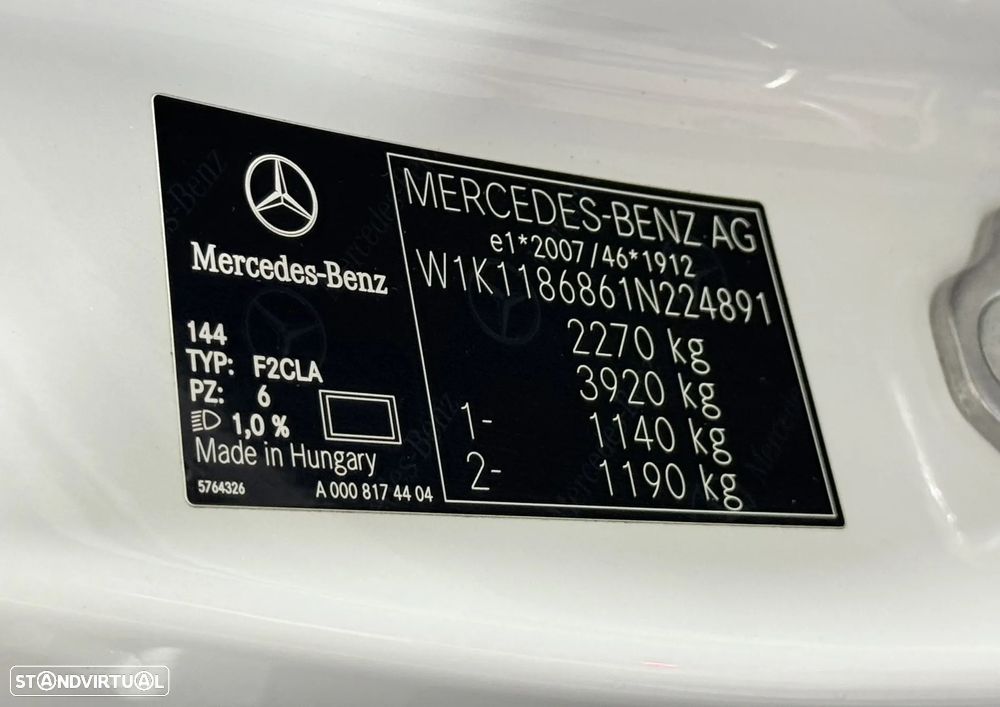 Mercedes-Benz
144
TYP: F2CLA
PZ: 6
1,0 %
Made in Hungary
5764326 A 000 817 44 04
MERCEDES-BENZ AG
e1*2007/46*1912
W1K1186861N224891
2270 kg
3920 kg
1- 1140 kg
2- 1190 kg
STANDVIRTUAL